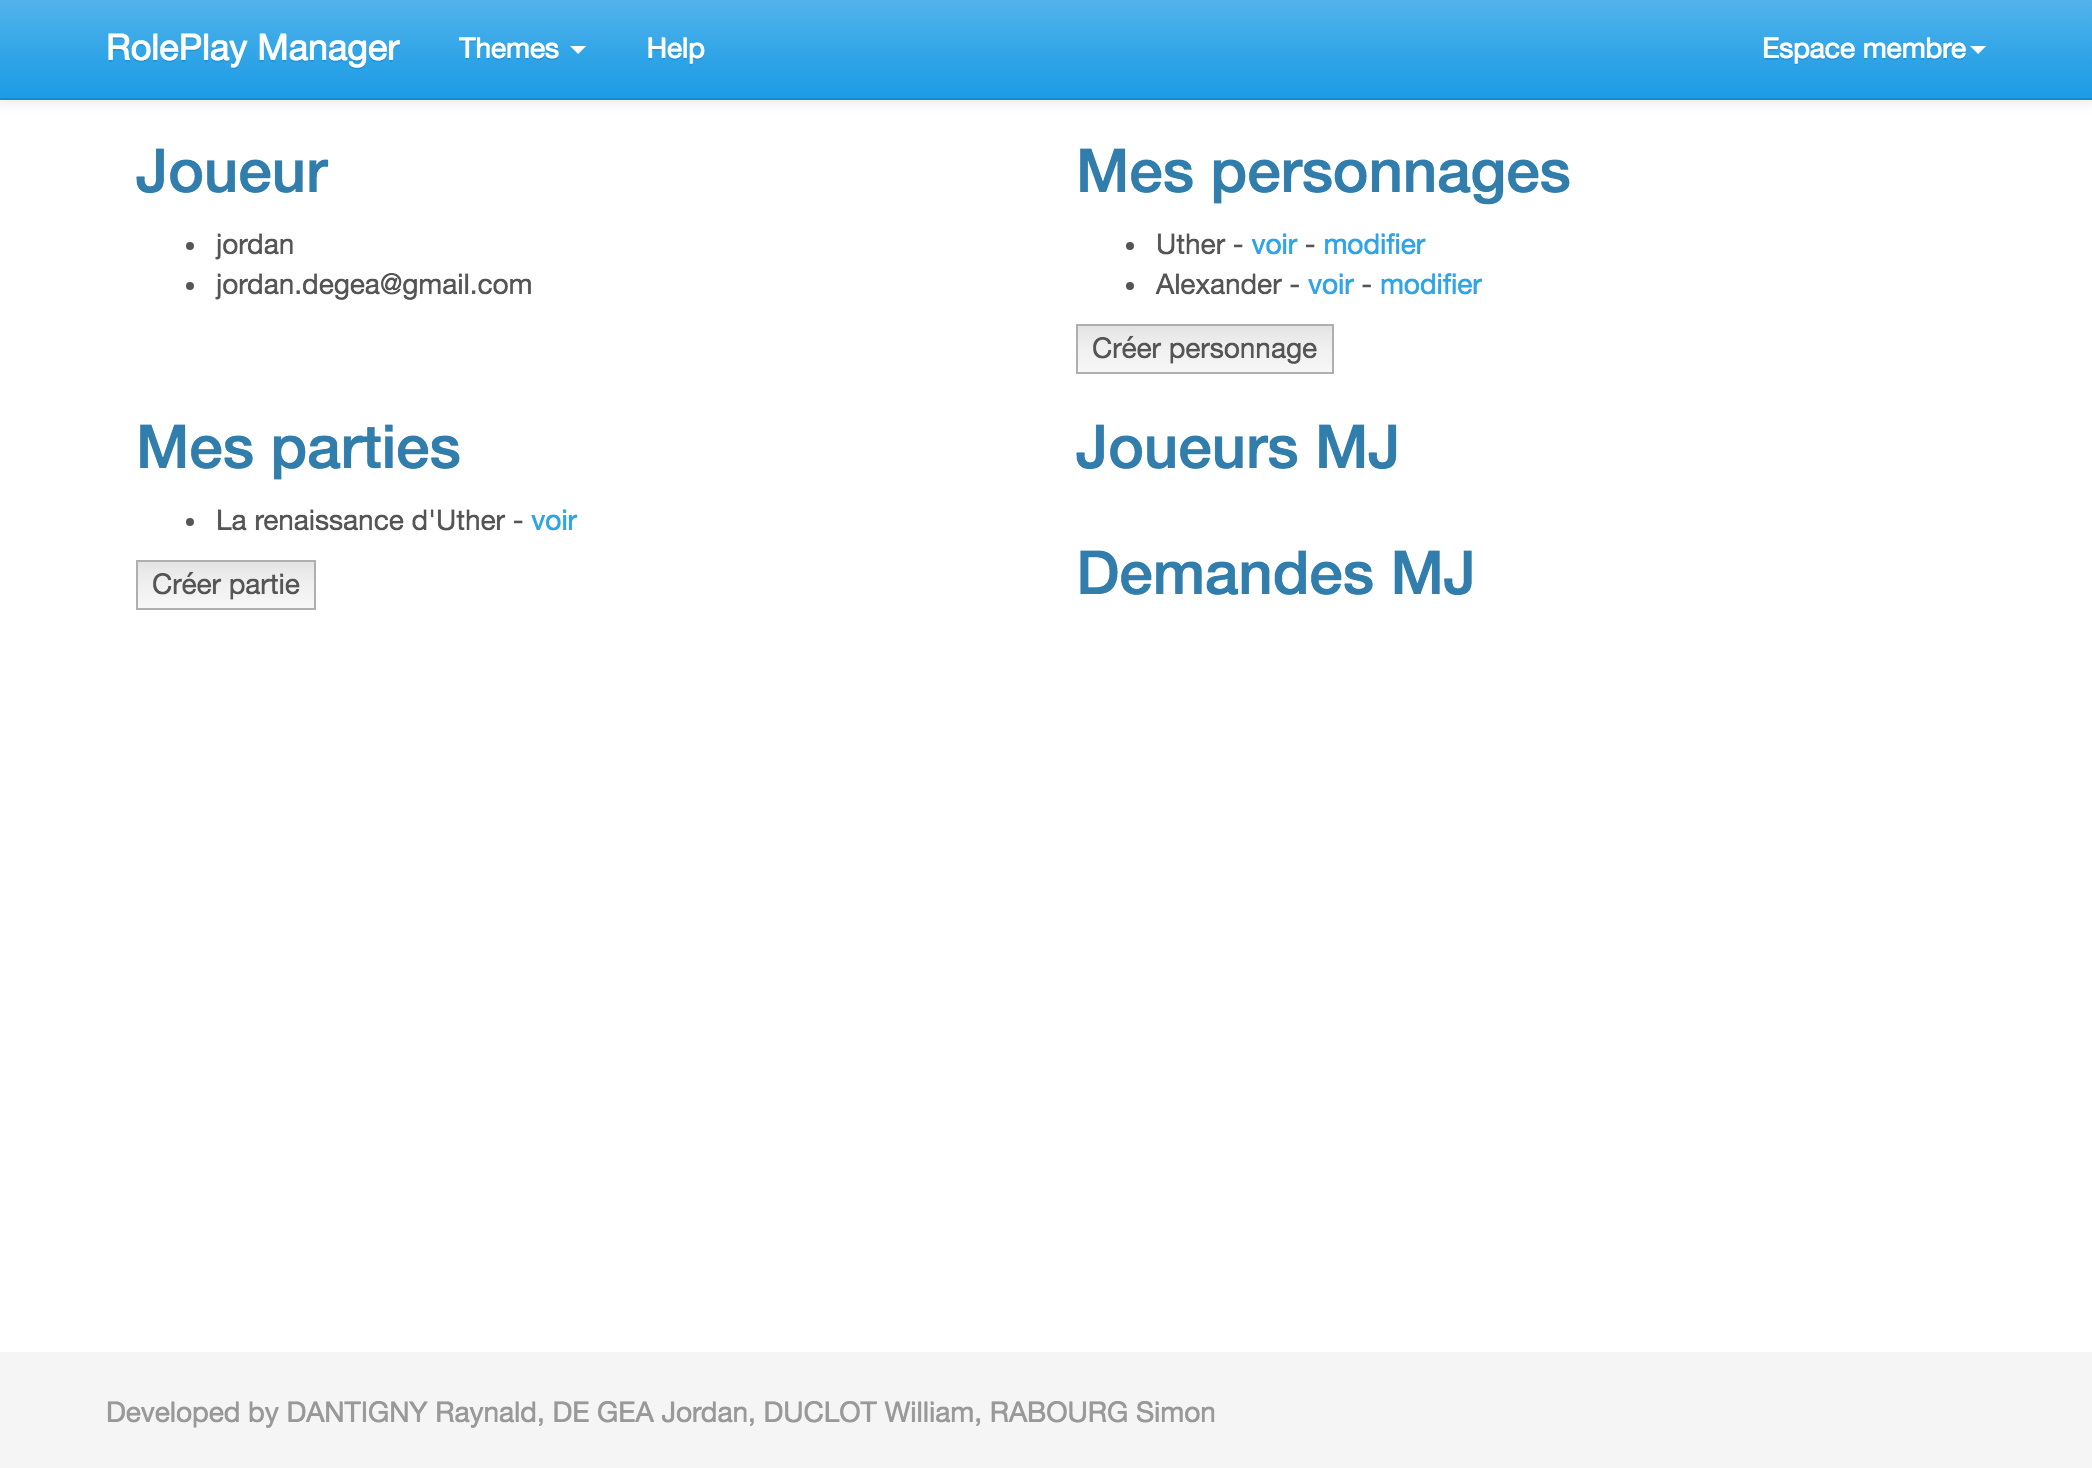 RolePlay Manager Themes Help Espace membre
Joueur
jordan
jordan.degea@gmail.com
Mes personnages
Uther - voir - modifier
Alexander - voir - modifier
Créer personnage
Mes parties
La renaissance d'Uther - voir
Créer partie
Joueurs MJ
Demandes MJ
Developed by DANTIGNY Raynald, DE GEA Jordan, DUCLOT William, RABOURG Simon